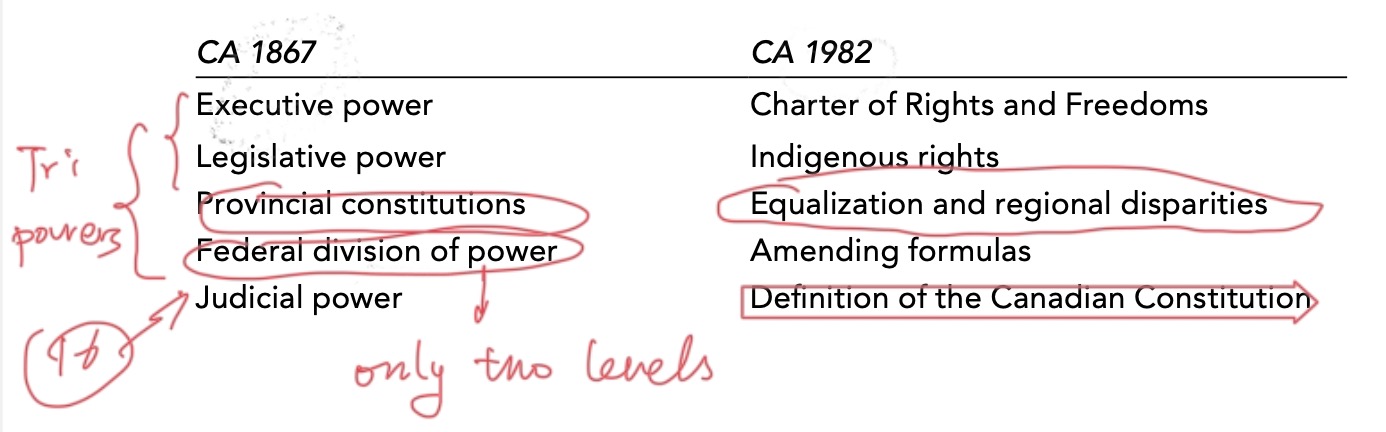 CA 1867 CA 1982
Executive power Charter of Rights and Freedoms
Legislative power Indigenous rights
Tri
Provincial constitutions Equalization and regional disparities
powers
Federal division of power Amending formulas
Judicial power Definition of the Canadian Constitution
only two levels